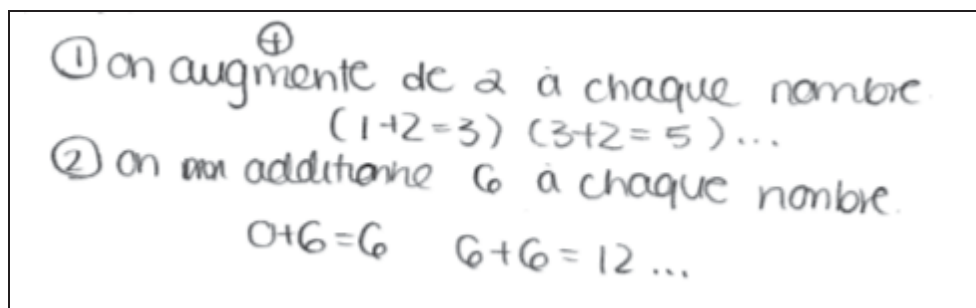 ⊕
① on augmente de 2 à chaque nombre.
(1+2=3) (3+2=5)...
② on additionne 6 à chaque nombre.
0+6=6 6+6=12...